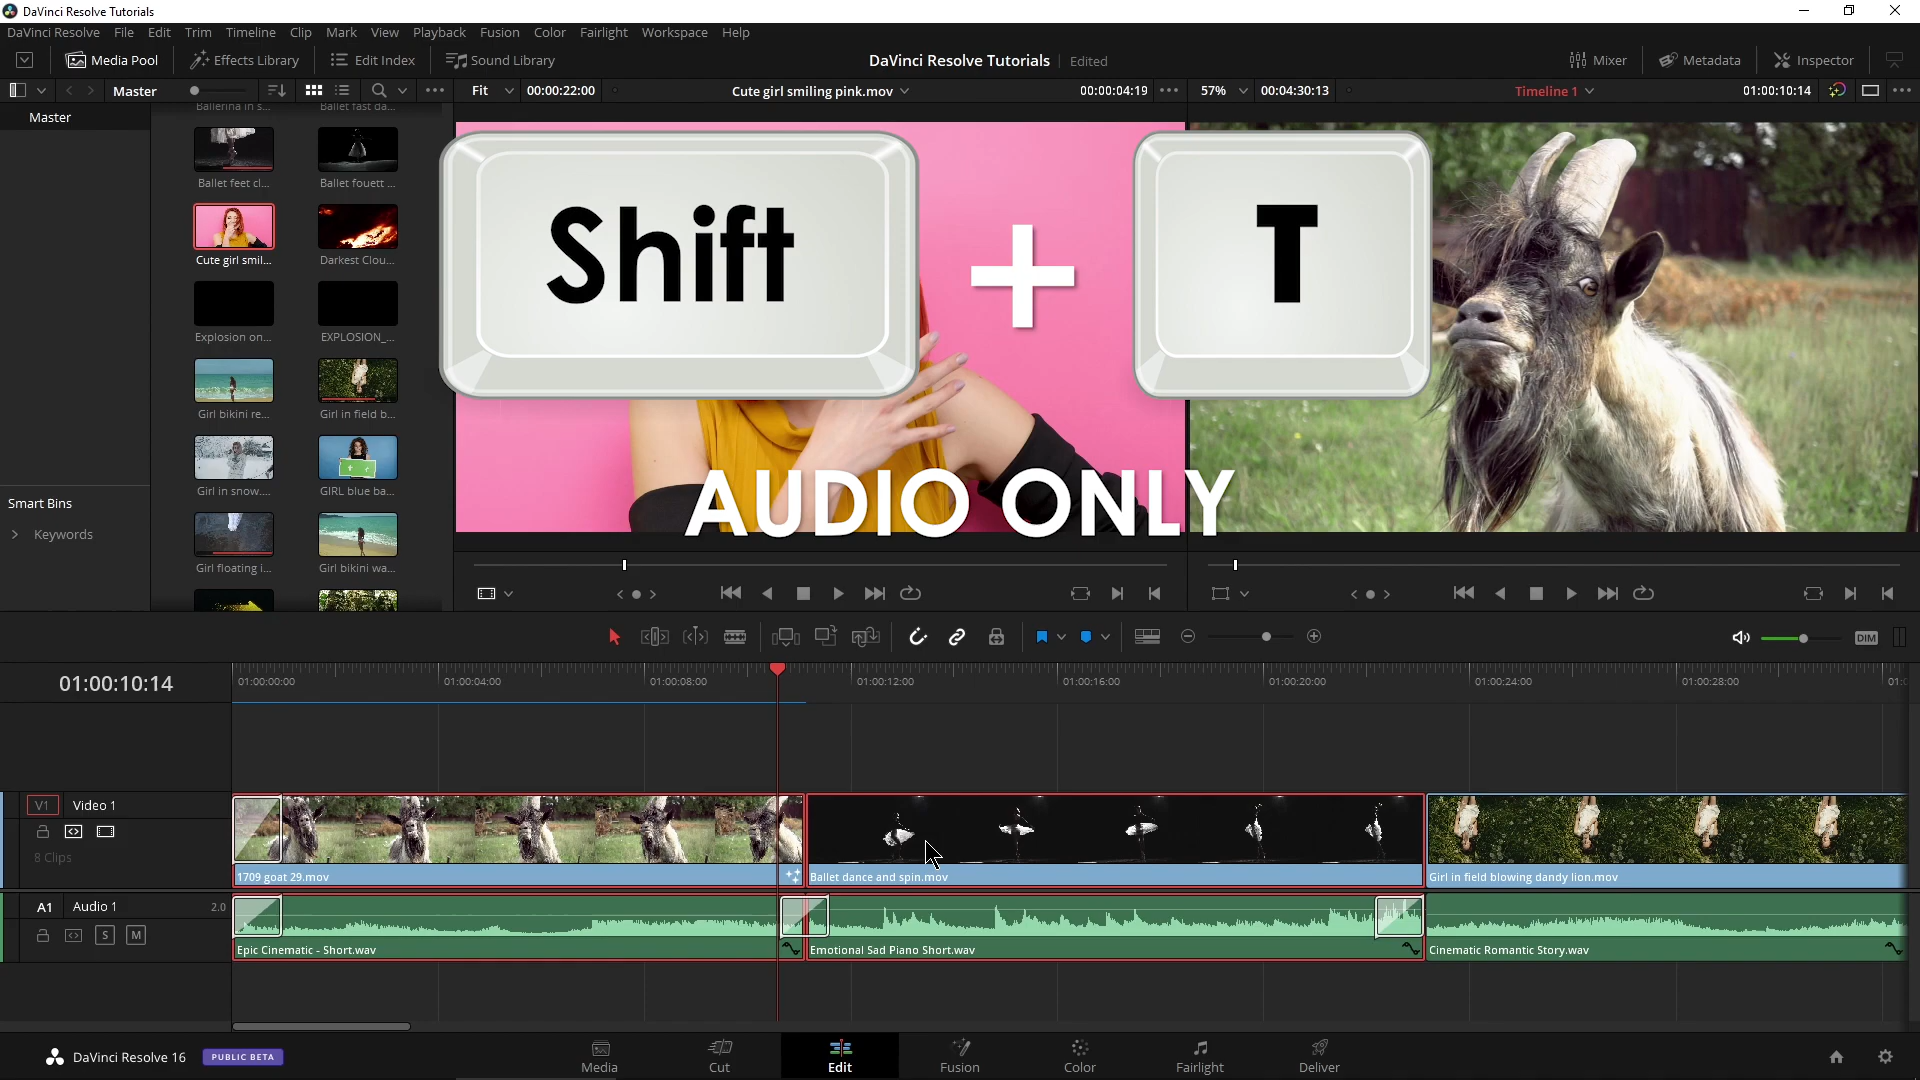 DaVinci Resolve Tutorials
DaVinci Resolve File Edit Trim Timeline Clip Mark View Playback Fusion Color Fairlight Workspace Help
Media Pool Effects Library Edit Index Sound Library DaVinci Resolve Tutorials Edited Mixer Metadata Inspector
Master Fit 00:00:22:00 Cute girl smiling pink.mov 00:00:04:19 57% 00:04:30:13 Timeline 1 01:00:10:14
Master
Ballerina in s... Ballet fast da...
Ballet feet cl... Ballet fouett ...
Cute girl smil... Darkest Clou...
Explosion on... EXPLOSION_...
Girl bikini re... Girl in field b...
Girl in snow.... GIRL blue ba...
Girl floating i... Girl bikini wa...
Smart Bins
Keywords
Shift + T
AUDIO ONLY
DIM
01:00:10:14
01:00:00:00 01:00:04:00 01:00:08:00 01:00:12:00 01:00:16:00 01:00:20:00 01:00:24:00 01:00:28:00 01:0
V1 Video 1
8 Clips
1709 goat 29.mov Ballet dance and spin.mov Girl in field blowing dandy lion.mov
A1 Audio 1 2.0
S M
Epic Cinematic - Short.wav Emotional Sad Piano Short.wav Cinematic Romantic Story.wav
DaVinci Resolve 16 PUBLIC BETA
Media Cut Edit Fusion Color Fairlight Deliver